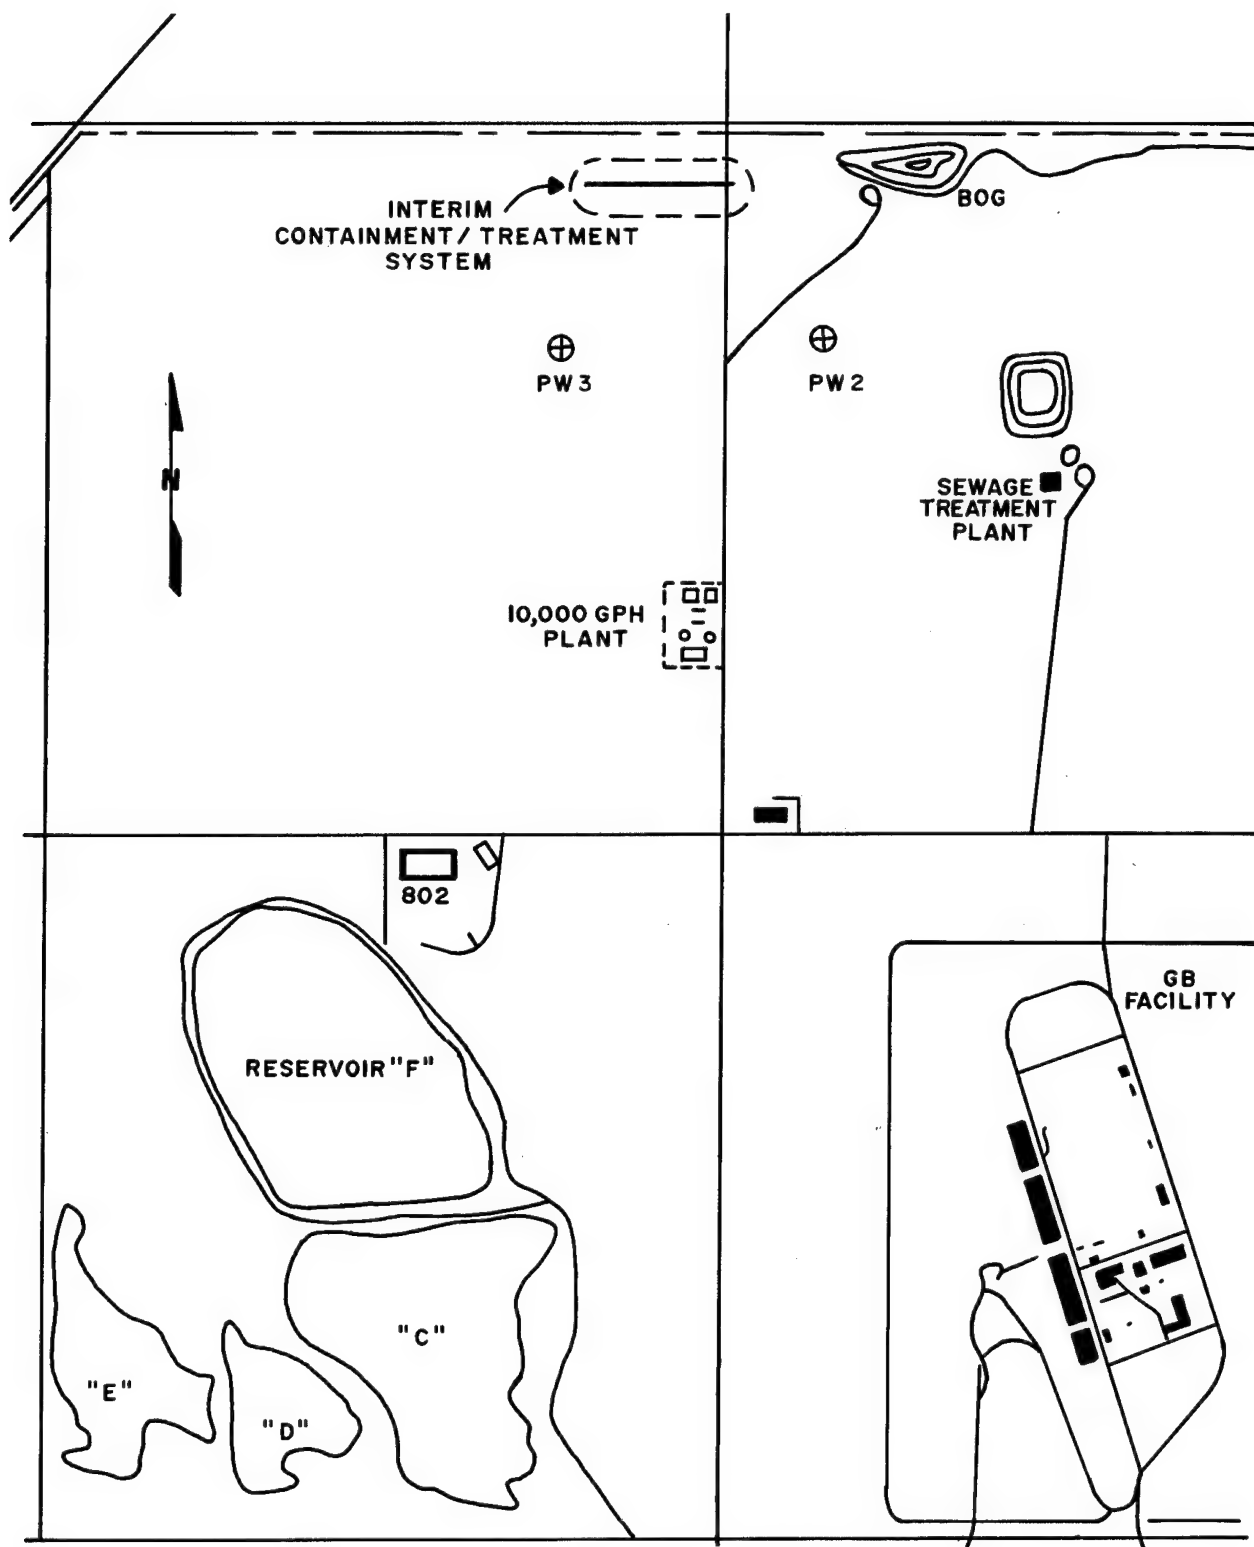 BOG
INTERIM
CONTAINMENT/TREATMENT
SYSTEM
PW 3
PW 2
N
SEWAGE
TREATMENT
PLANT
10,000 GPH
PLANT
802
GB
FACILITY
RESERVOIR "F"
"C"
"E"
"D"